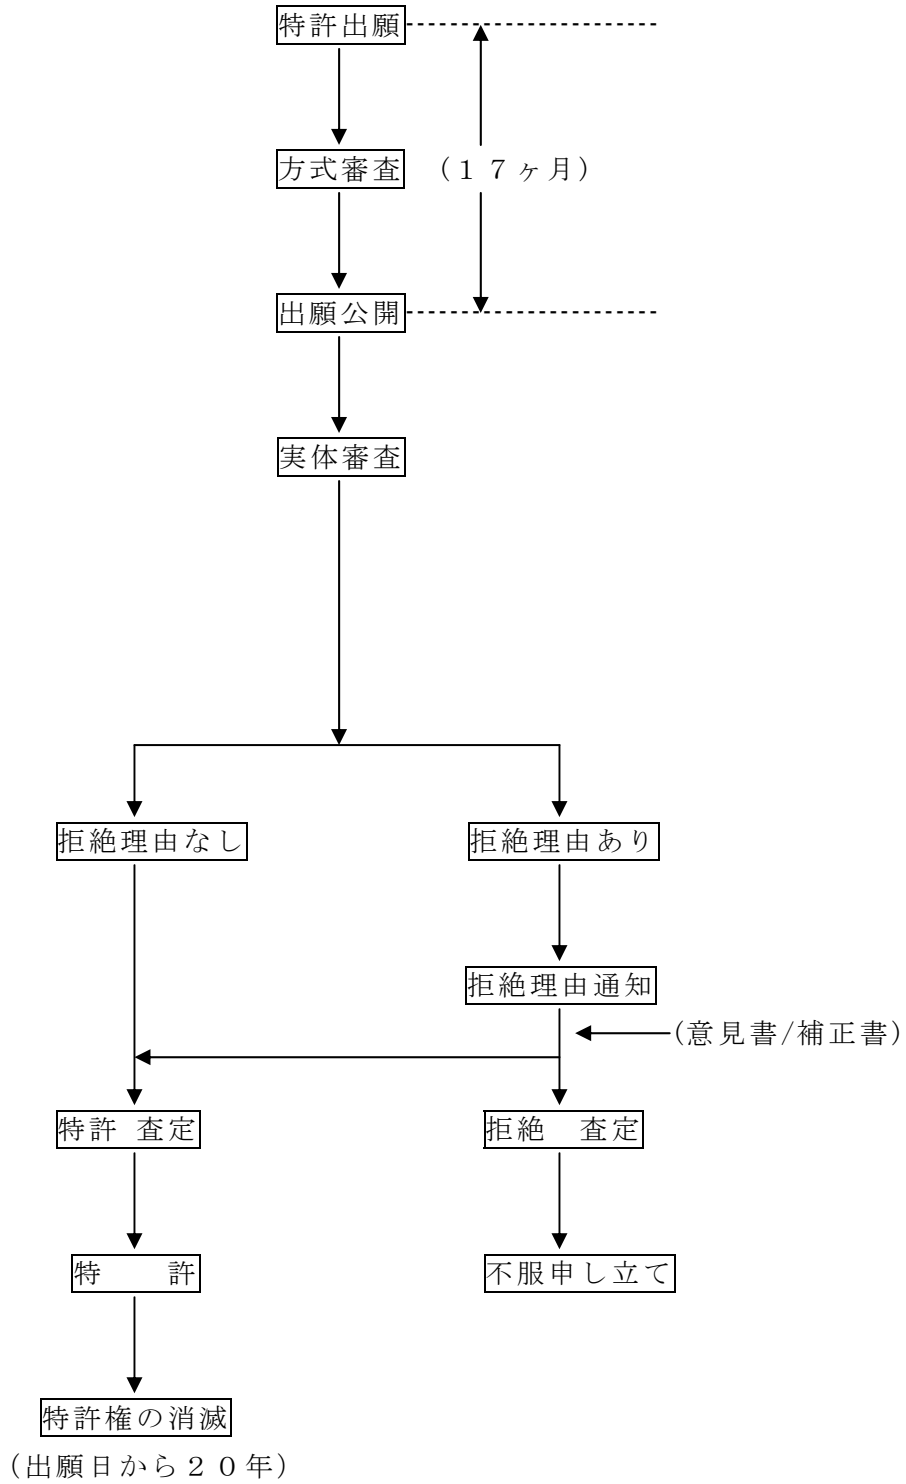 特許出願
方式審査
(１７ヶ月)
出願公開
実体審査
拒絶理由なし
拒絶理由あり
拒絶理由通知
(意見書/補正書)
特許 査定
拒絶　査定
特　　許
不服申し立て
特許権の消滅
(出願日から２０年)